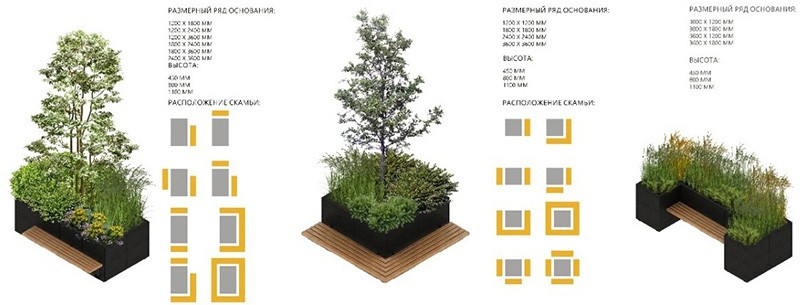 РАЗМЕРНЫЙ РЯД ОСНОВАНИЯ:
1200 X 1800 ММ
1200 X 2400 ММ
1200 X 3600 ММ
1800 X 2400 ММ
1800 X 3600 ММ
2400 X 3600 ММ
ВЫСОТА:
450 ММ
800 ММ
1100 ММ
РАСПОЛОЖЕНИЕ СКАМЬИ:
РАЗМЕРНЫЙ РЯД ОСНОВАНИЯ:
1200 X 1200 ММ
1800 X 1800 ММ
2400 X 2400 ММ
3600 X 3600 ММ
ВЫСОТА:
450 ММ
800 ММ
1100 ММ
РАСПОЛОЖЕНИЕ СКАМЬИ:
РАЗМЕРНЫЙ РЯД ОСНОВАНИЯ:
3000 X 1200 ММ
3000 X 1800 ММ
3600 X 1200 ММ
3600 X 1800 ММ
ВЫСОТА:
450 ММ
800 ММ
1100 ММ